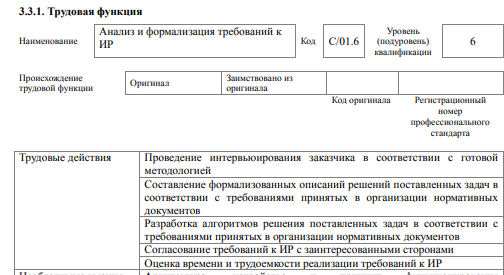 3.3.1. Трудовая функция
Наименование
Анализ и формализация требований к
ИР
Код
C/01.6
Уровень
(подуровень)
квалификации
6
Происхождение
трудовой функции
Оригинал
Заимствовано из
оригинала
Код оригинала
Регистрационный
номер
профессионального
стандарта
Трудовые действия
Проведение интервьюирования заказчика в соответствии с готовой
методологией
Составление формализованных описаний решений поставленных задач в
соответствии с требованиями принятых в организации нормативных
документов
Разработка алгоритмов решения поставленных задач в соответствии с
требованиями принятых в организации нормативных документов
Согласование требований к ИР с заинтересованными сторонами
Оценка времени и трудоемкости реализации требований к ИР